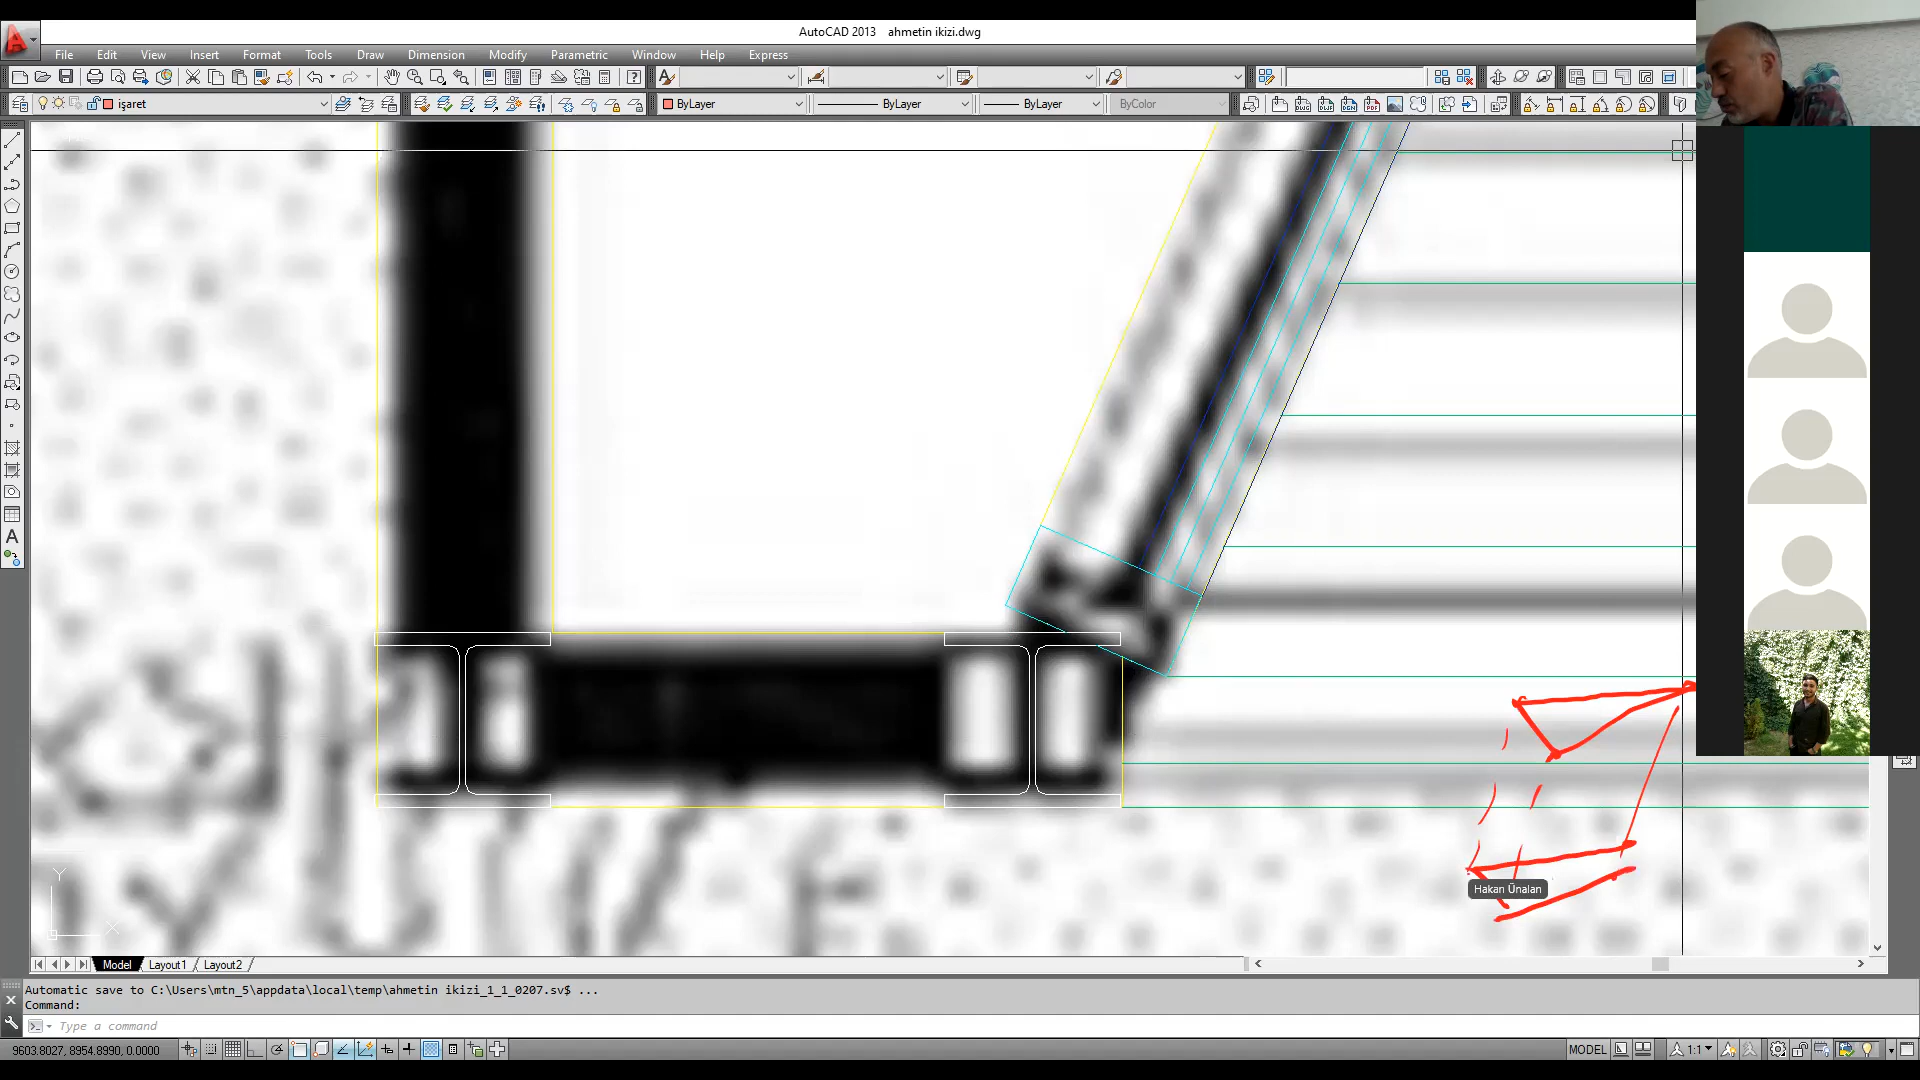 AutoCAD 2013 ahmetin ikizi.dwg
File Edit View Insert Format Tools Draw Dimension Modify Parametric Window Help Express
işaret ByLayer ByLayer ByLayer ByColor
Y
X
Hakan Ünalan
Model Layout1 Layout2
Automatic save to C:\Users\mtn_5\appdata\local\temp\ahmetin ikizi_1_1_0207.sv$ ...
Command:
Type a command
9603.8027, 8954.8990, 0.0000 MODEL 1:1